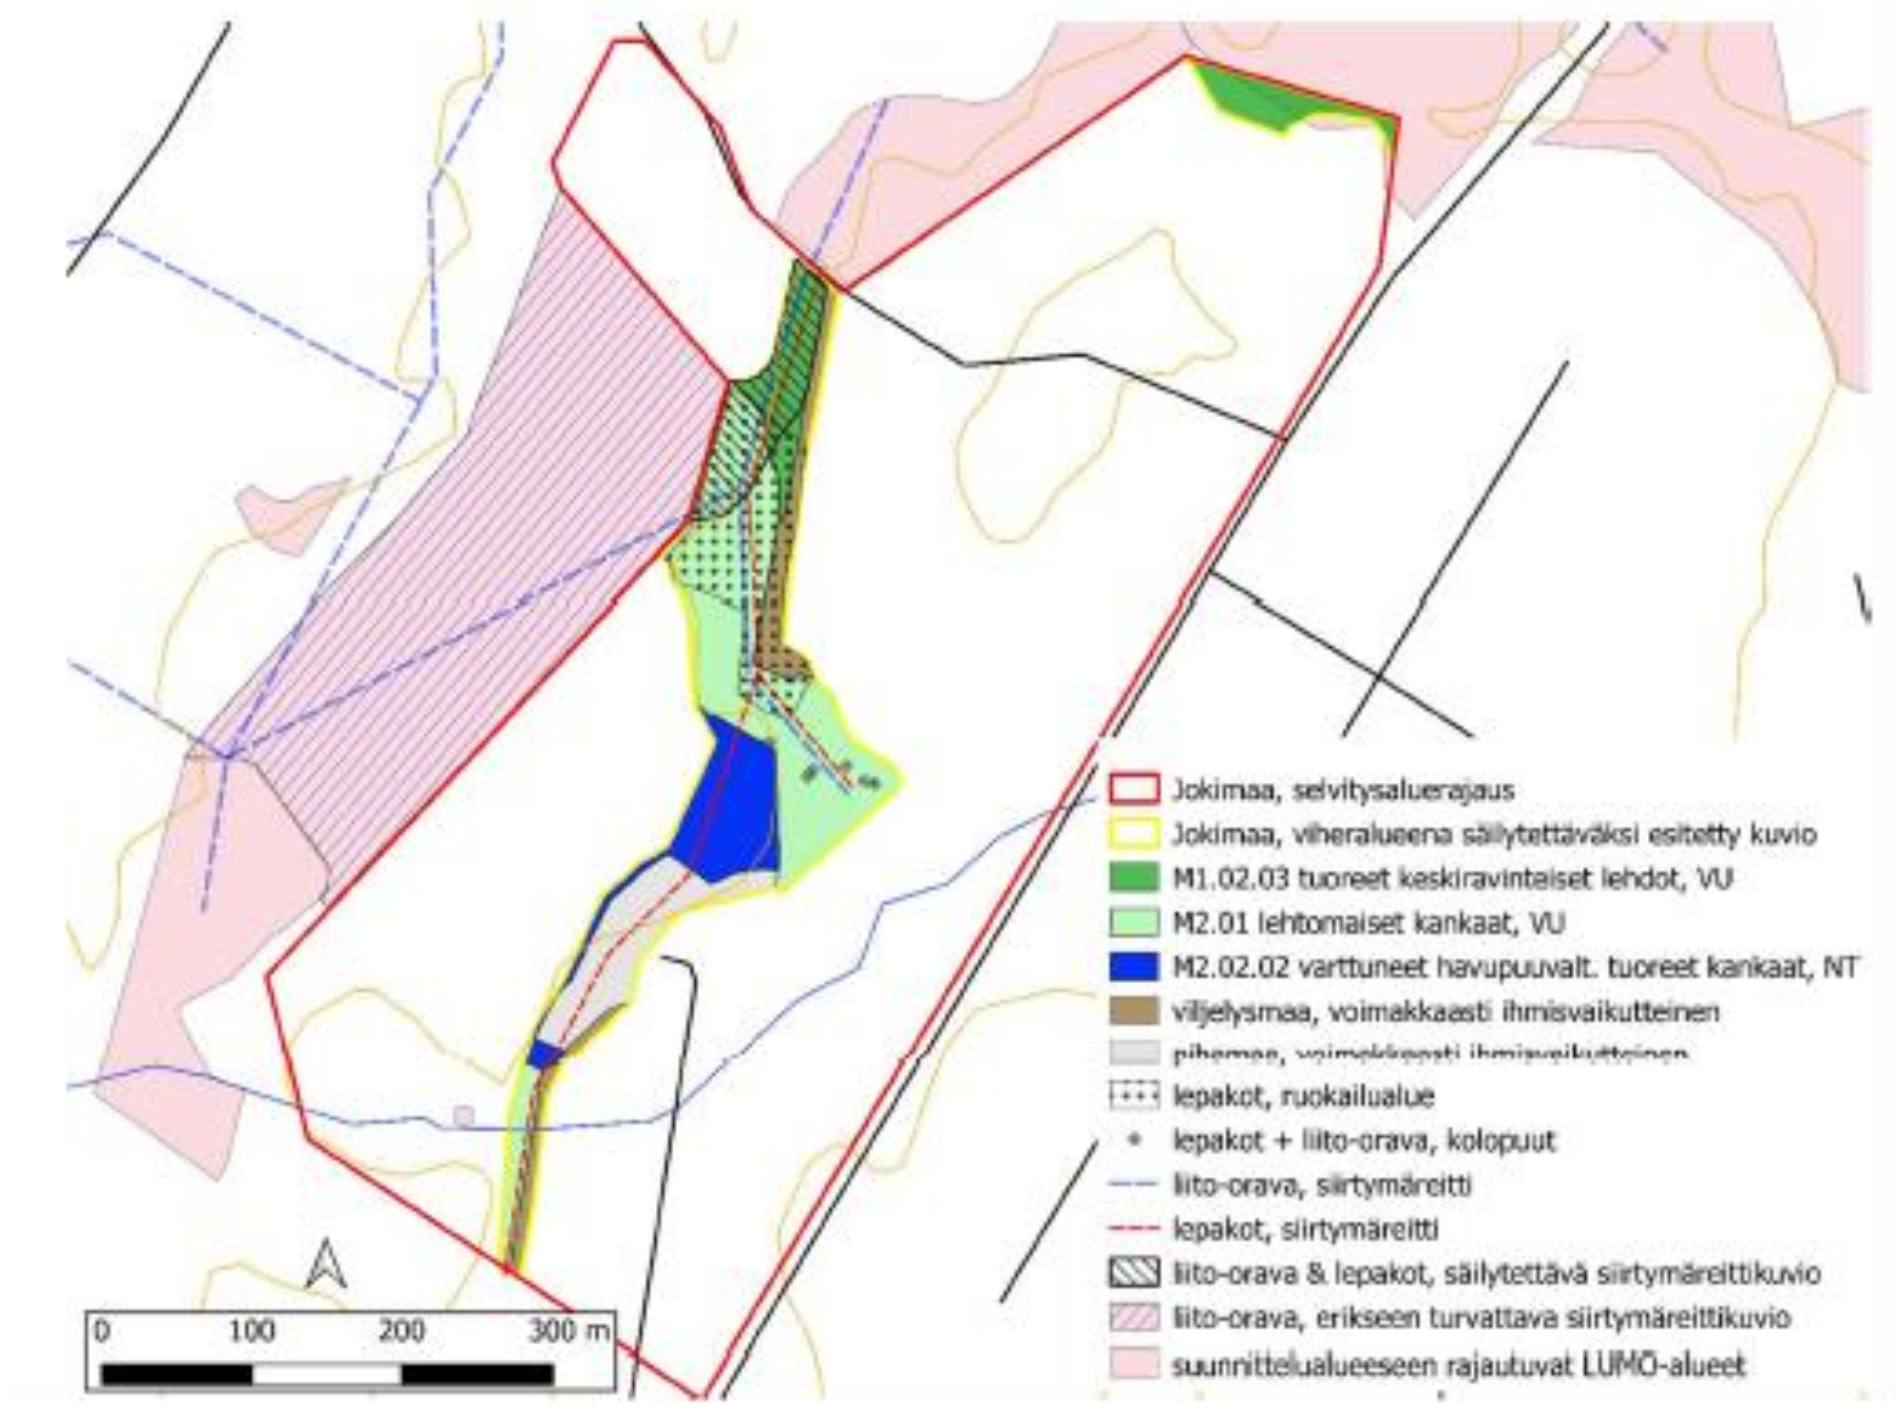 Jokimaa, selvitysaluerajaus
Jokimaa, viheralueena säilytettäväksi esitetty kuvio
M1.02.03 tuoreet keskiravinteiset lehdot, VU
M2.01 lehtomaiset kankaat, VU
M2.02.02 varttuneet havupuuvalt. tuoreet kankaat, NT
viljelysmaa, voimakkaasti ihmisvaikutteinen
pihamaa, voimakkaasti ihmisvaikutteinen
lepakot, ruokailualue
lepakot + liito-orava, kolopuut
liito-orava, siirtymäreitti
lepakot, siirtymäreitti
liito-orava & lepakot, säilytettävä siirtymäreittikuvio
liito-orava, erikseen turvattava siirtymäreittikuvio
suunnittelualueeseen rajautuvat LUMO-alueet
0 100 200 300 m